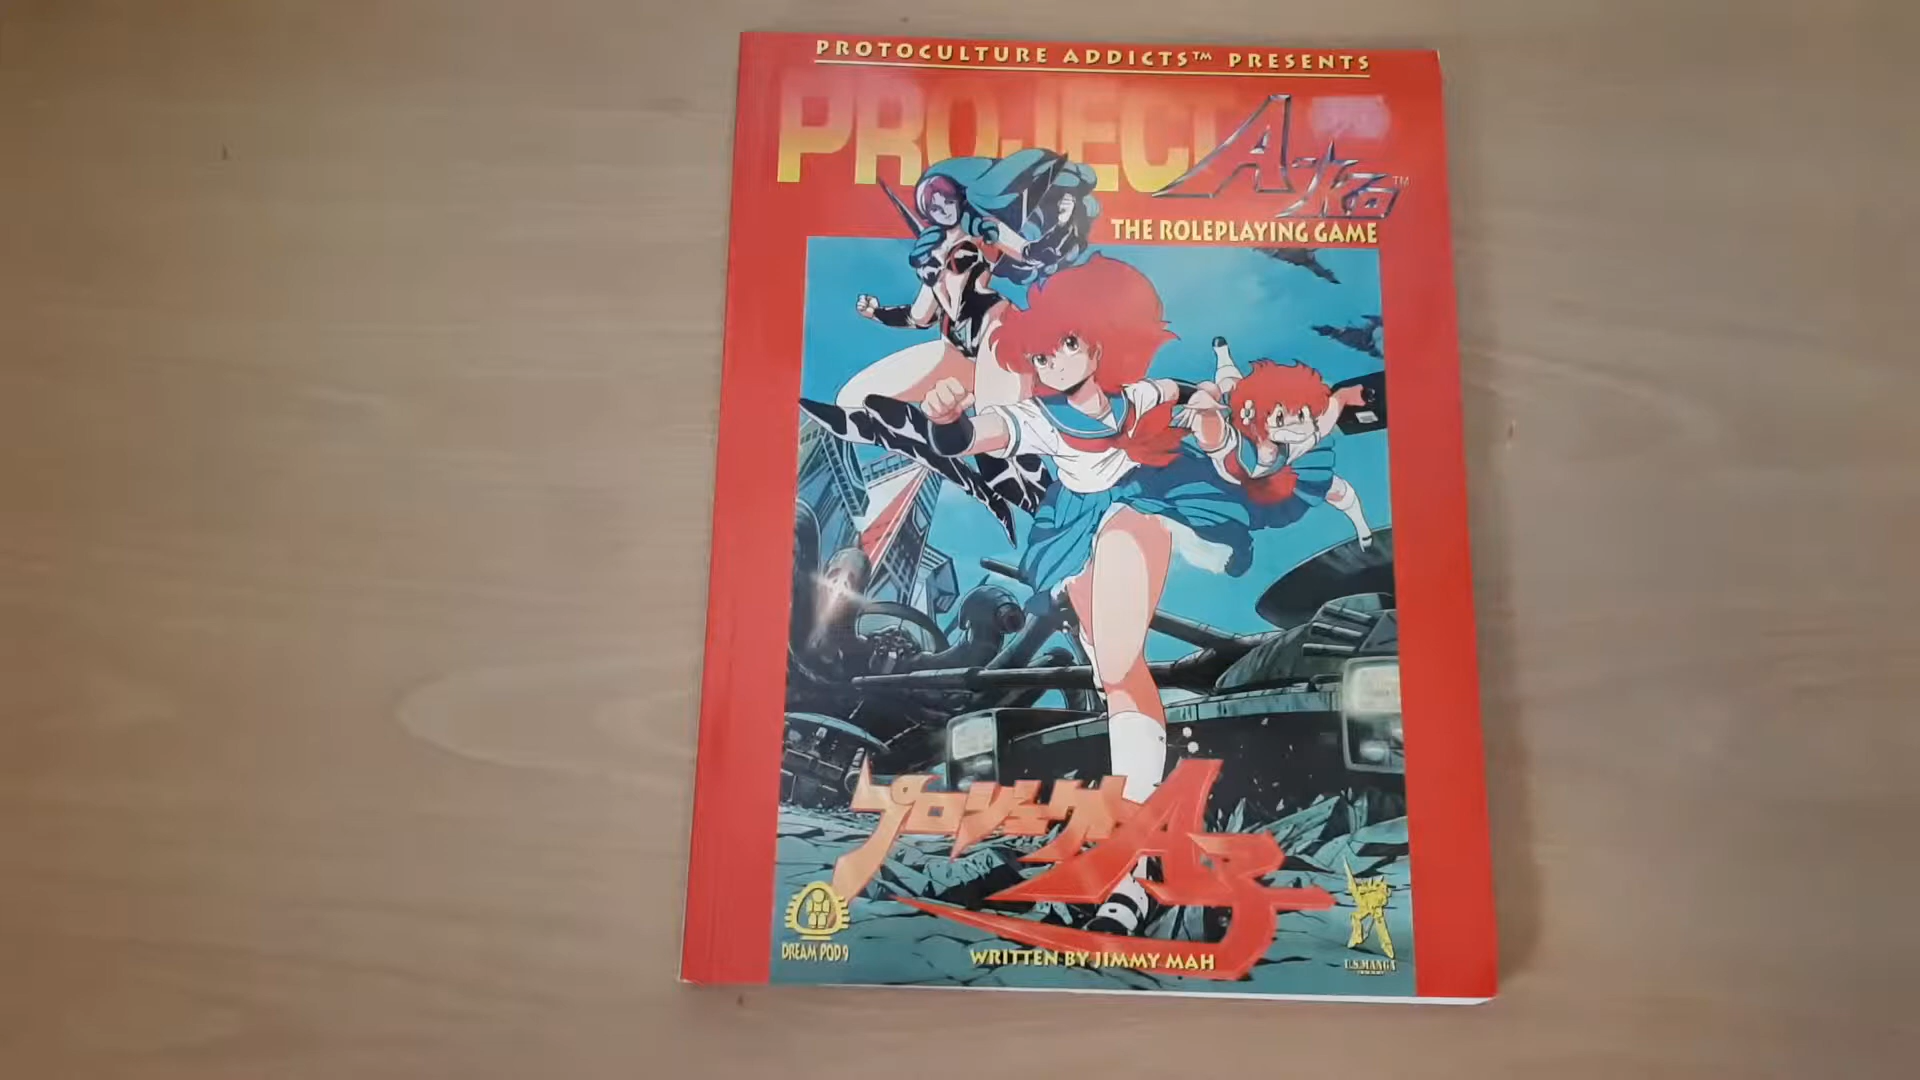 PROTOCULTURE ADDICTS™ PRESENTS
PROJECT A-KO™
THE ROLEPLAYING GAME
プロジェクトA子
DREAM POD 9
WRITTEN BY JIMMY MAH
U.S. MANGA